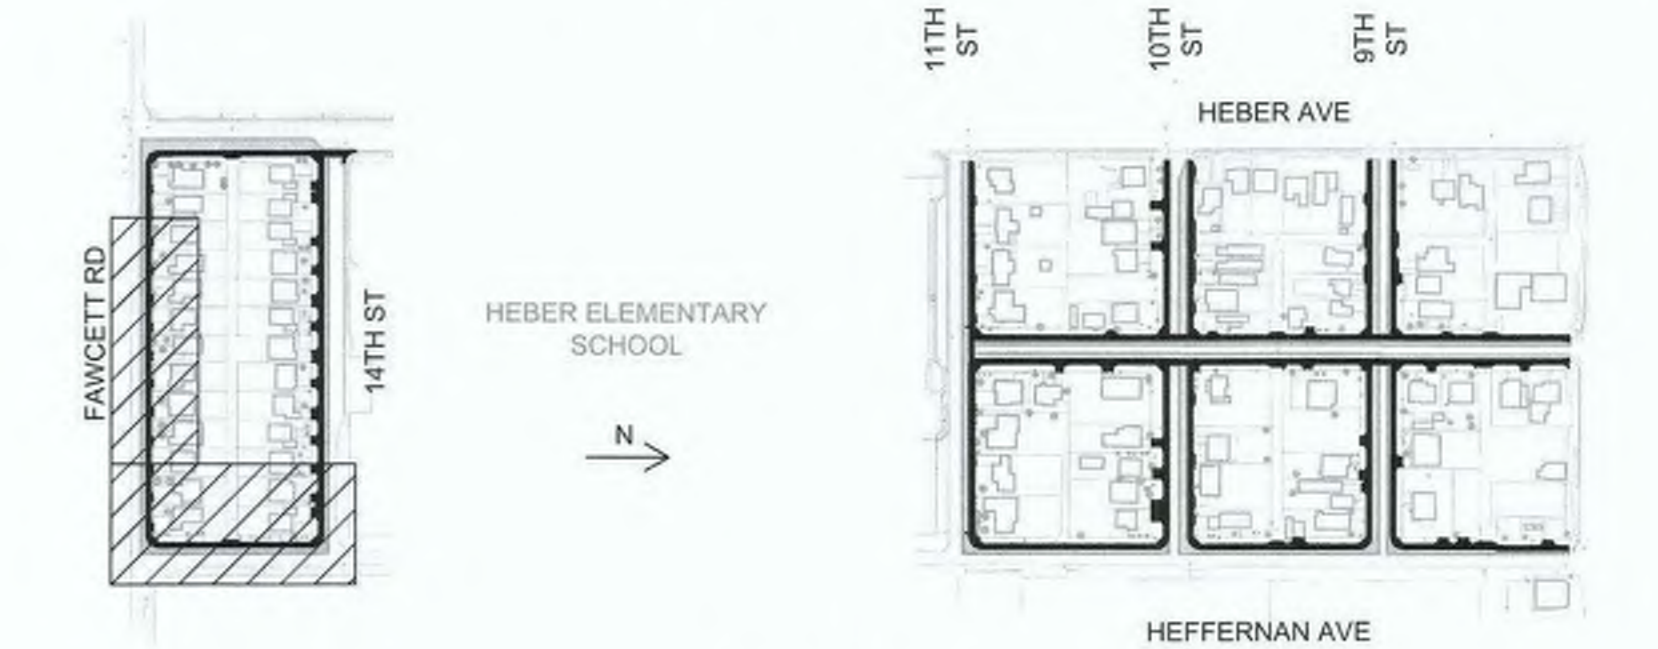 11TH
ST
10TH
ST
9TH
ST
HEBER AVE
FAWCETT RD
14TH ST
HEBER ELEMENTARY
SCHOOL
N
HEFFERNAN AVE